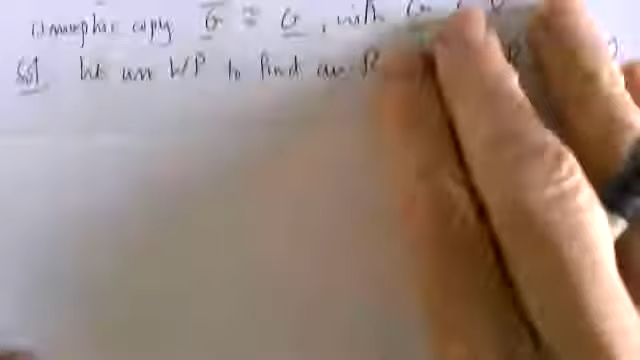 isomorphic copy G̅ ≅ G, with
Sol We use WP to find an